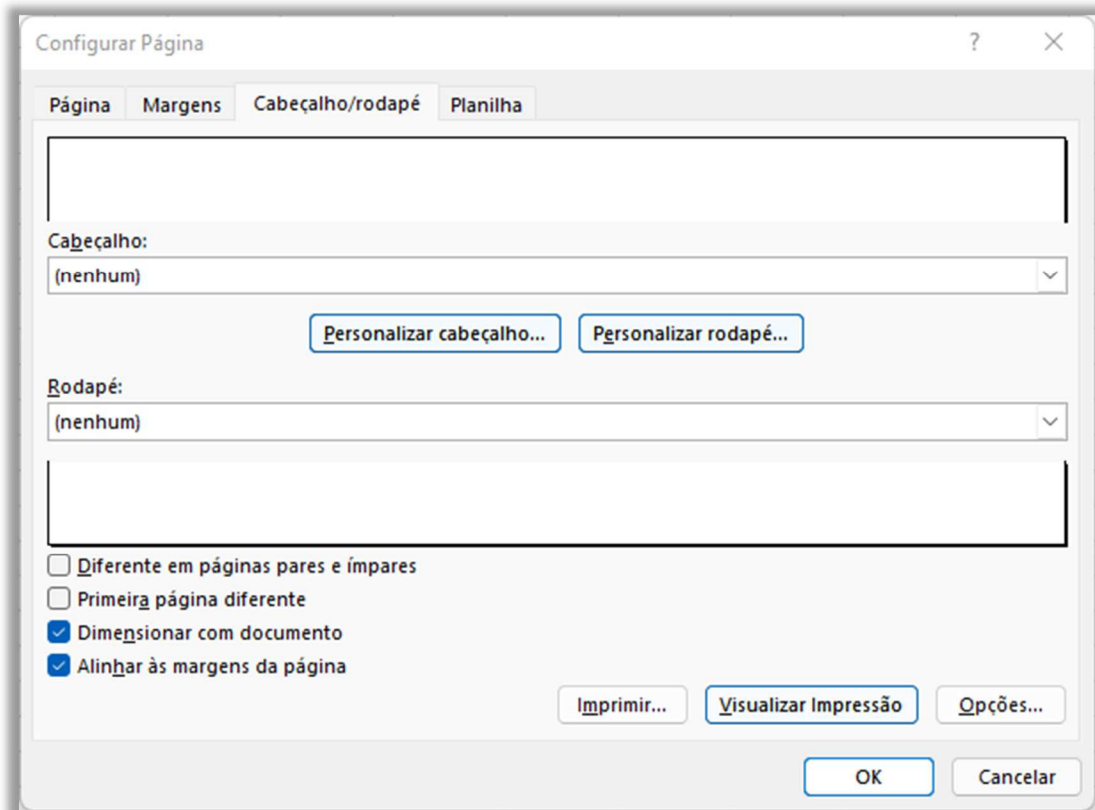 Configurar Página ?
Página Margens Cabeçalho/rodapé Planilha
Cabeçalho:
(nenhum)
Personalizar cabeçalho... Personalizar rodapé...
Rodapé:
(nenhum)
Diferente em páginas pares e ímpares
Primeira página diferente
Dimensionar com documento
Alinhar às margens da página
Imprimir... Visualizar Impressão Opções...
OK Cancelar